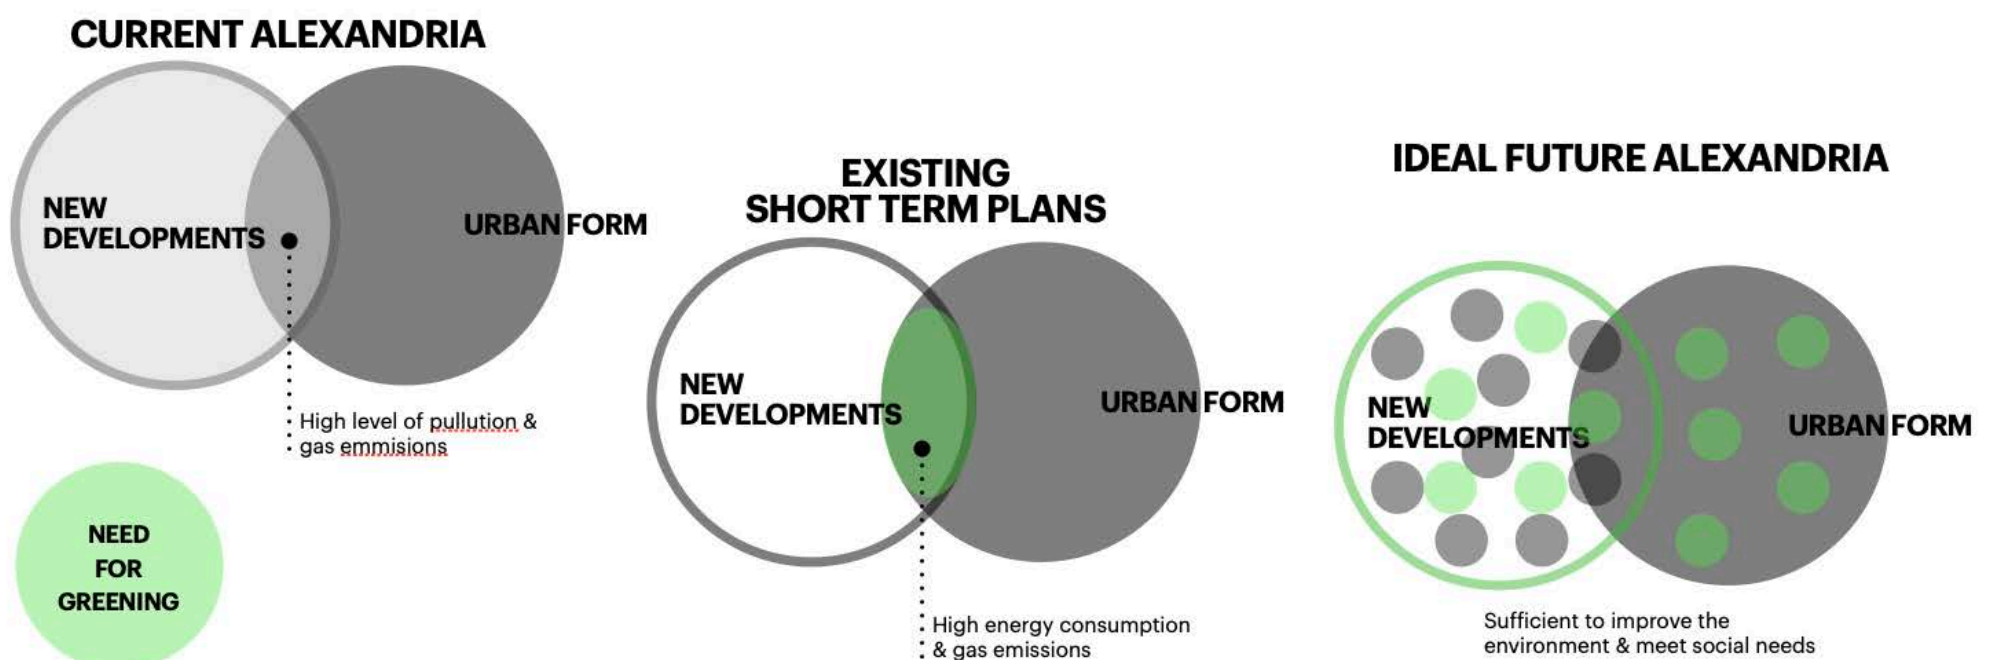 CURRENT ALEXANDRIA
NEW
DEVELOPMENTS
URBAN FORM
High level of pullution &
gas emmisions
NEED
FOR
GREENING
EXISTING
SHORT TERM PLANS
NEW
DEVELOPMENTS
URBAN FORM
High energy consumption
& gas emissions
IDEAL FUTURE ALEXANDRIA
NEW
DEVELOPMENTS
URBAN FORM
Sufficient to improve the
environment & meet social needs